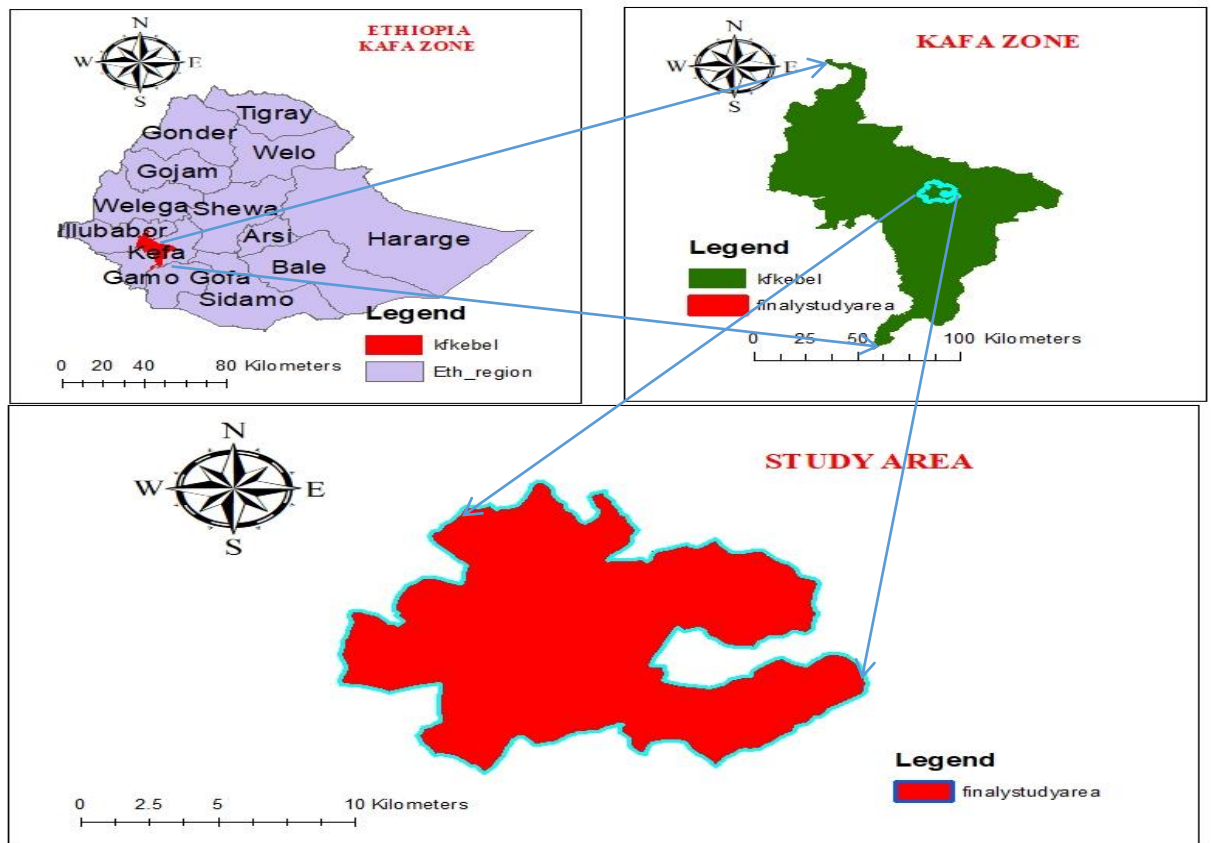 ETHIOPIA
KAFA ZONE
N
W E
S
Tigray
Gonder
Welo
Gojam
Welega Shewa
Illubabor
Arsi
Hararge
Kefa
Bale
Gamo Gofa
Sidamo
Legend
kfkebel
Eth_region
0 20 40 80 Kilometers
KAFA ZONE
N
W E
S
Legend
kfkebel
finalystudyarea
0 25 50 100 Kilometers
STUDY AREA
N
W E
S
Legend
finalystudyarea
0 2.5 5 10 Kilometers